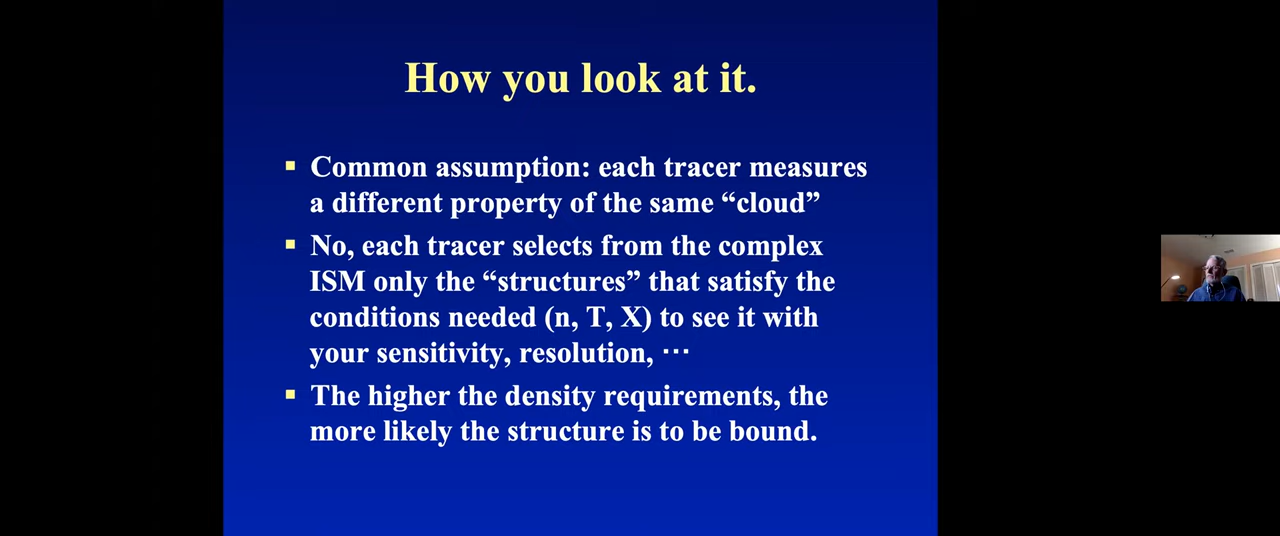 How you look at it.
Common assumption: each tracer measures
a different property of the same “cloud”
No, each tracer selects from the complex
ISM only the “structures” that satisfy the
conditions needed (n, T, X) to see it with
your sensitivity, resolution, ⋯
The higher the density requirements, the
more likely the structure is to be bound.